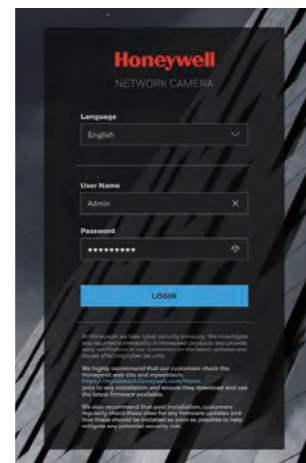 Honeywell
NETWORK CAMERA
Language
English
User Name
Admin
Password
•••••••••
LOGIN
At Honeywell, we take cyber security seriously. We investigate
any reported vulnerability in Honeywell products and provide
early notification to our customers on the latest updates and
issues affecting cyber security.
We highly recommend that our customers check the
Honeywell web site and mywebtech,
https://mywebtech.honeywell.com/Home
prior to any installation and ensure they download and use
the latest firmware available.
We also recommend that post installation, customers
regularly check these sites for any firmware updates and
that these should be installed as soon as possible to help
mitigate any potential security risk.